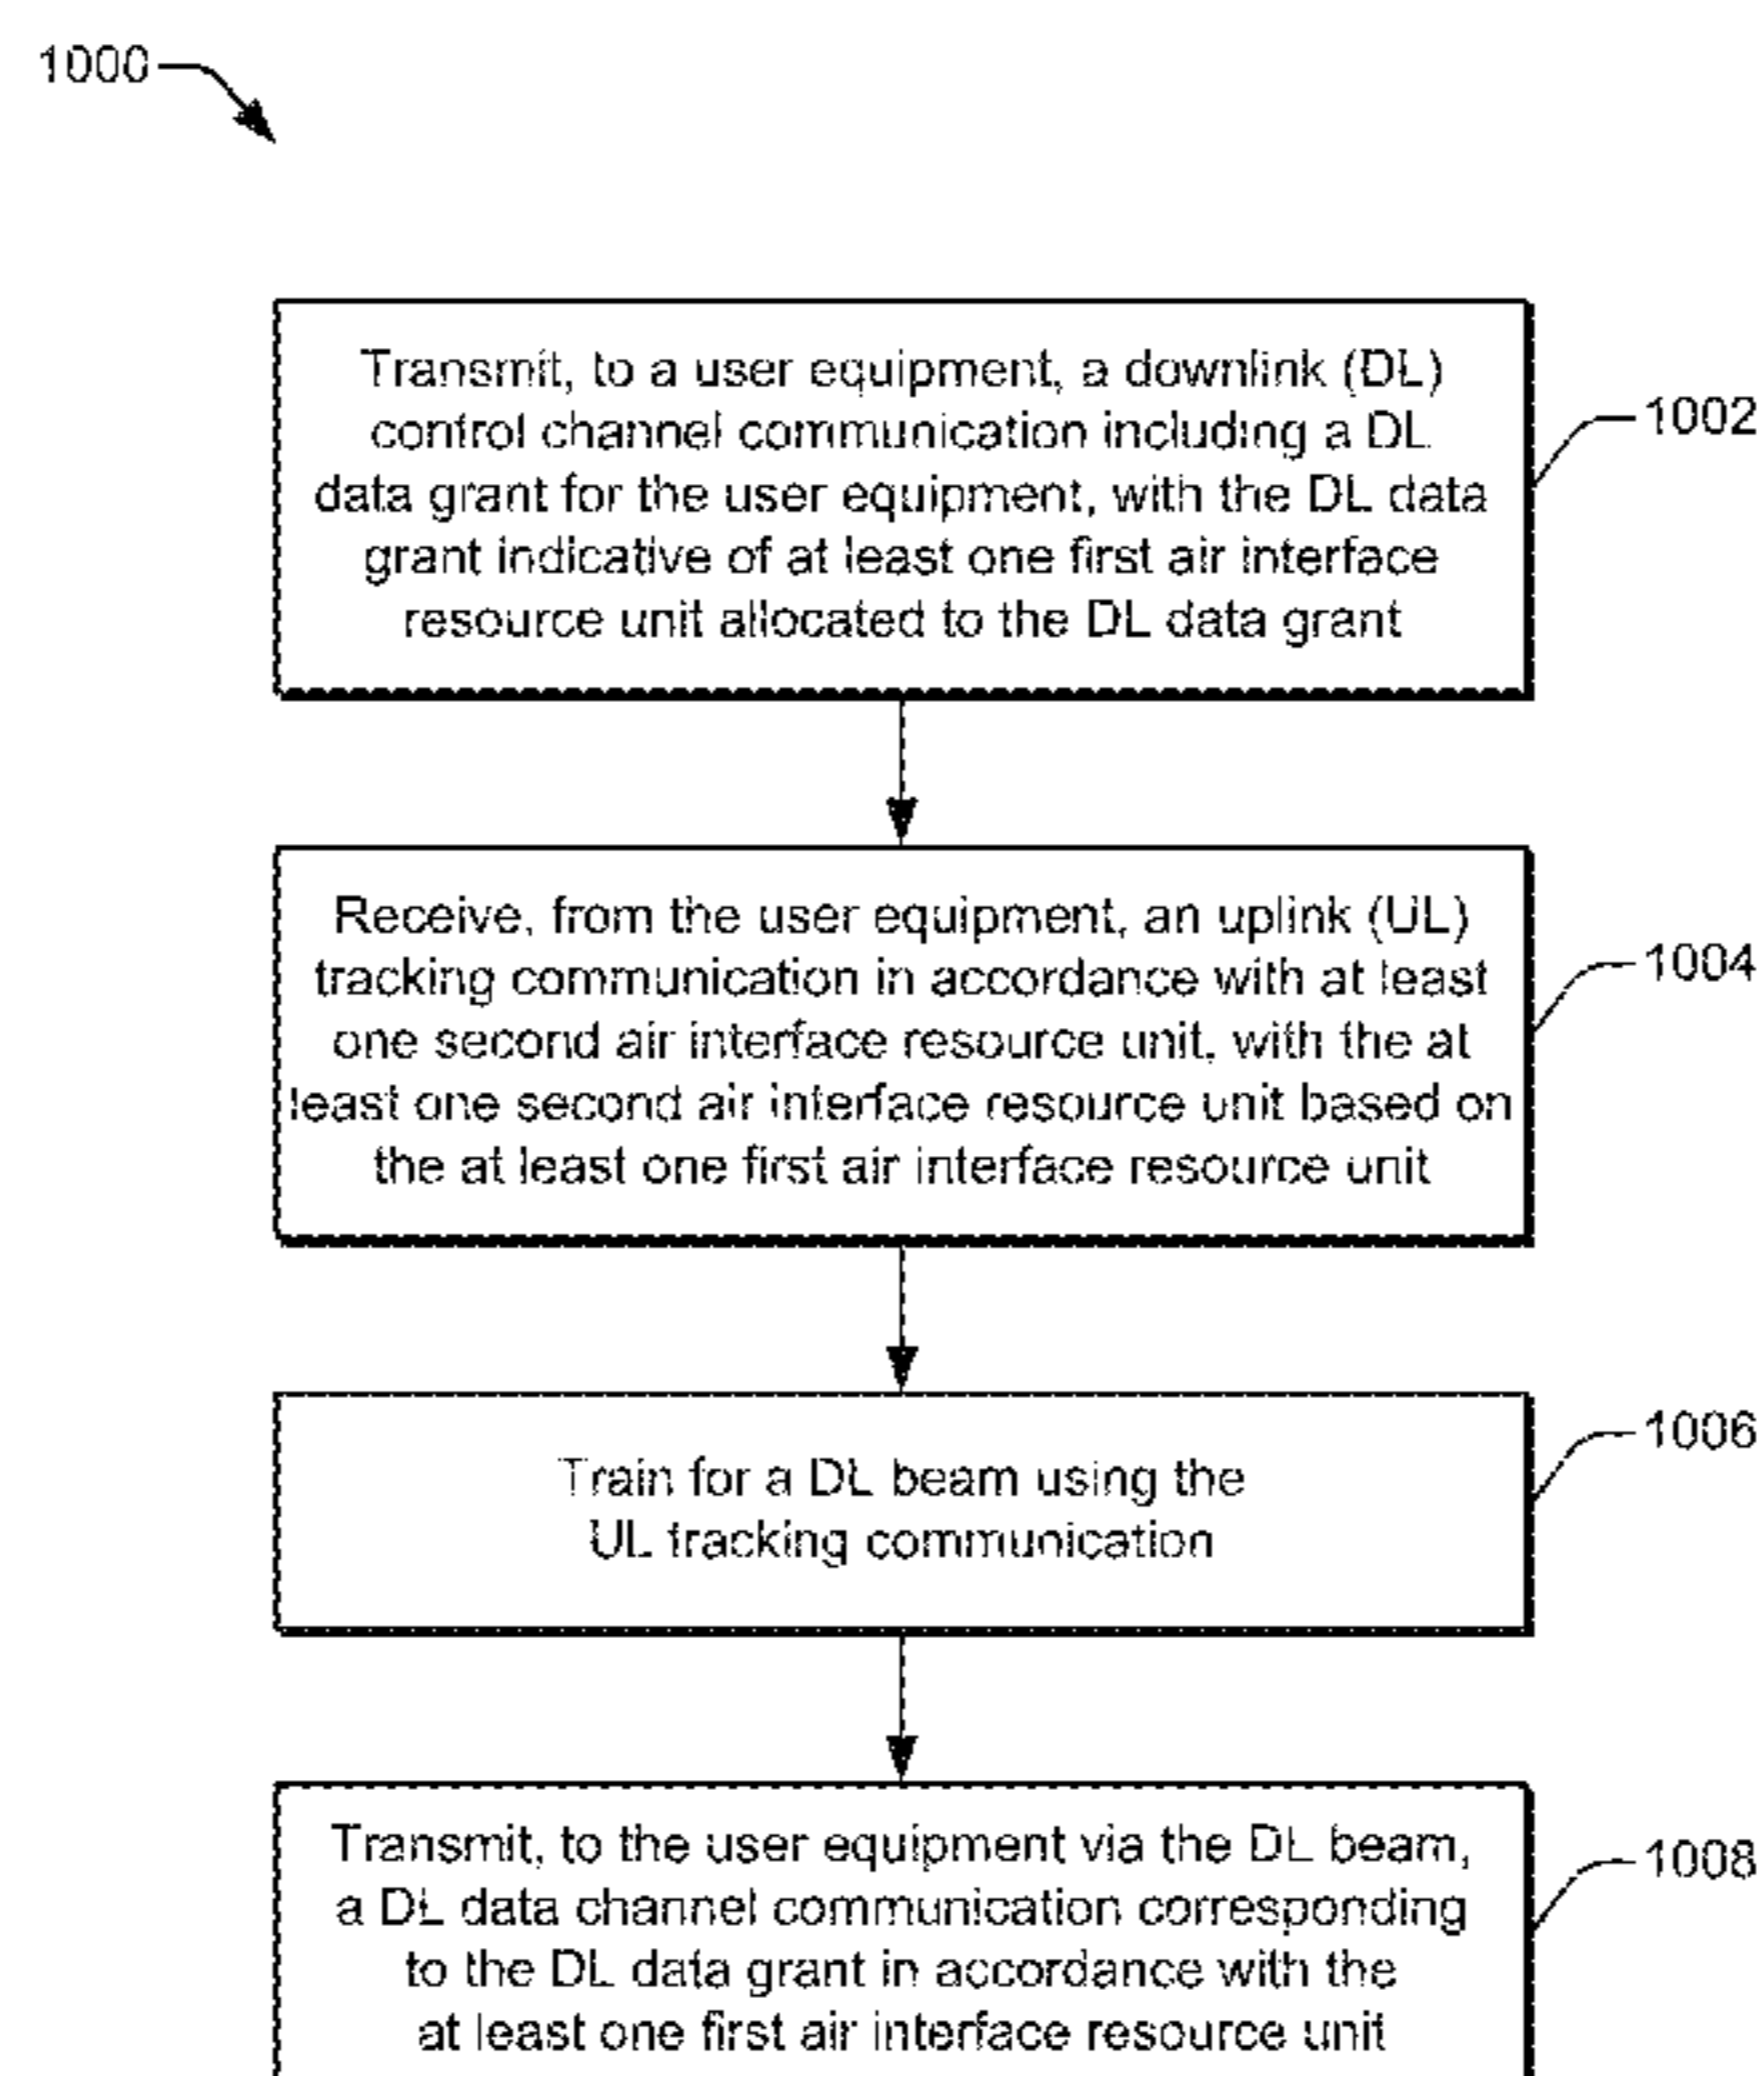 1000
Transmit, to a user equipment, a downlink (DL)
control channel communication including a DL
data grant for the user equipment, with the DL data
grant indicative of at least one first air interface
resource unit allocated to the DL data grant
1002
Receive, from the user equipment, an uplink (UL)
tracking communication in accordance with at least
one second air interface resource unit, with the at
least one second air interface resource unit based on
the at least one first air interface resource unit
1004
Train for a DL beam using the
UL tracking communication
1006
Transmit, to the user equipment via the DL beam,
a DL data channel communication corresponding
to the DL data grant in accordance with the
at least one first air interface resource unit
1008